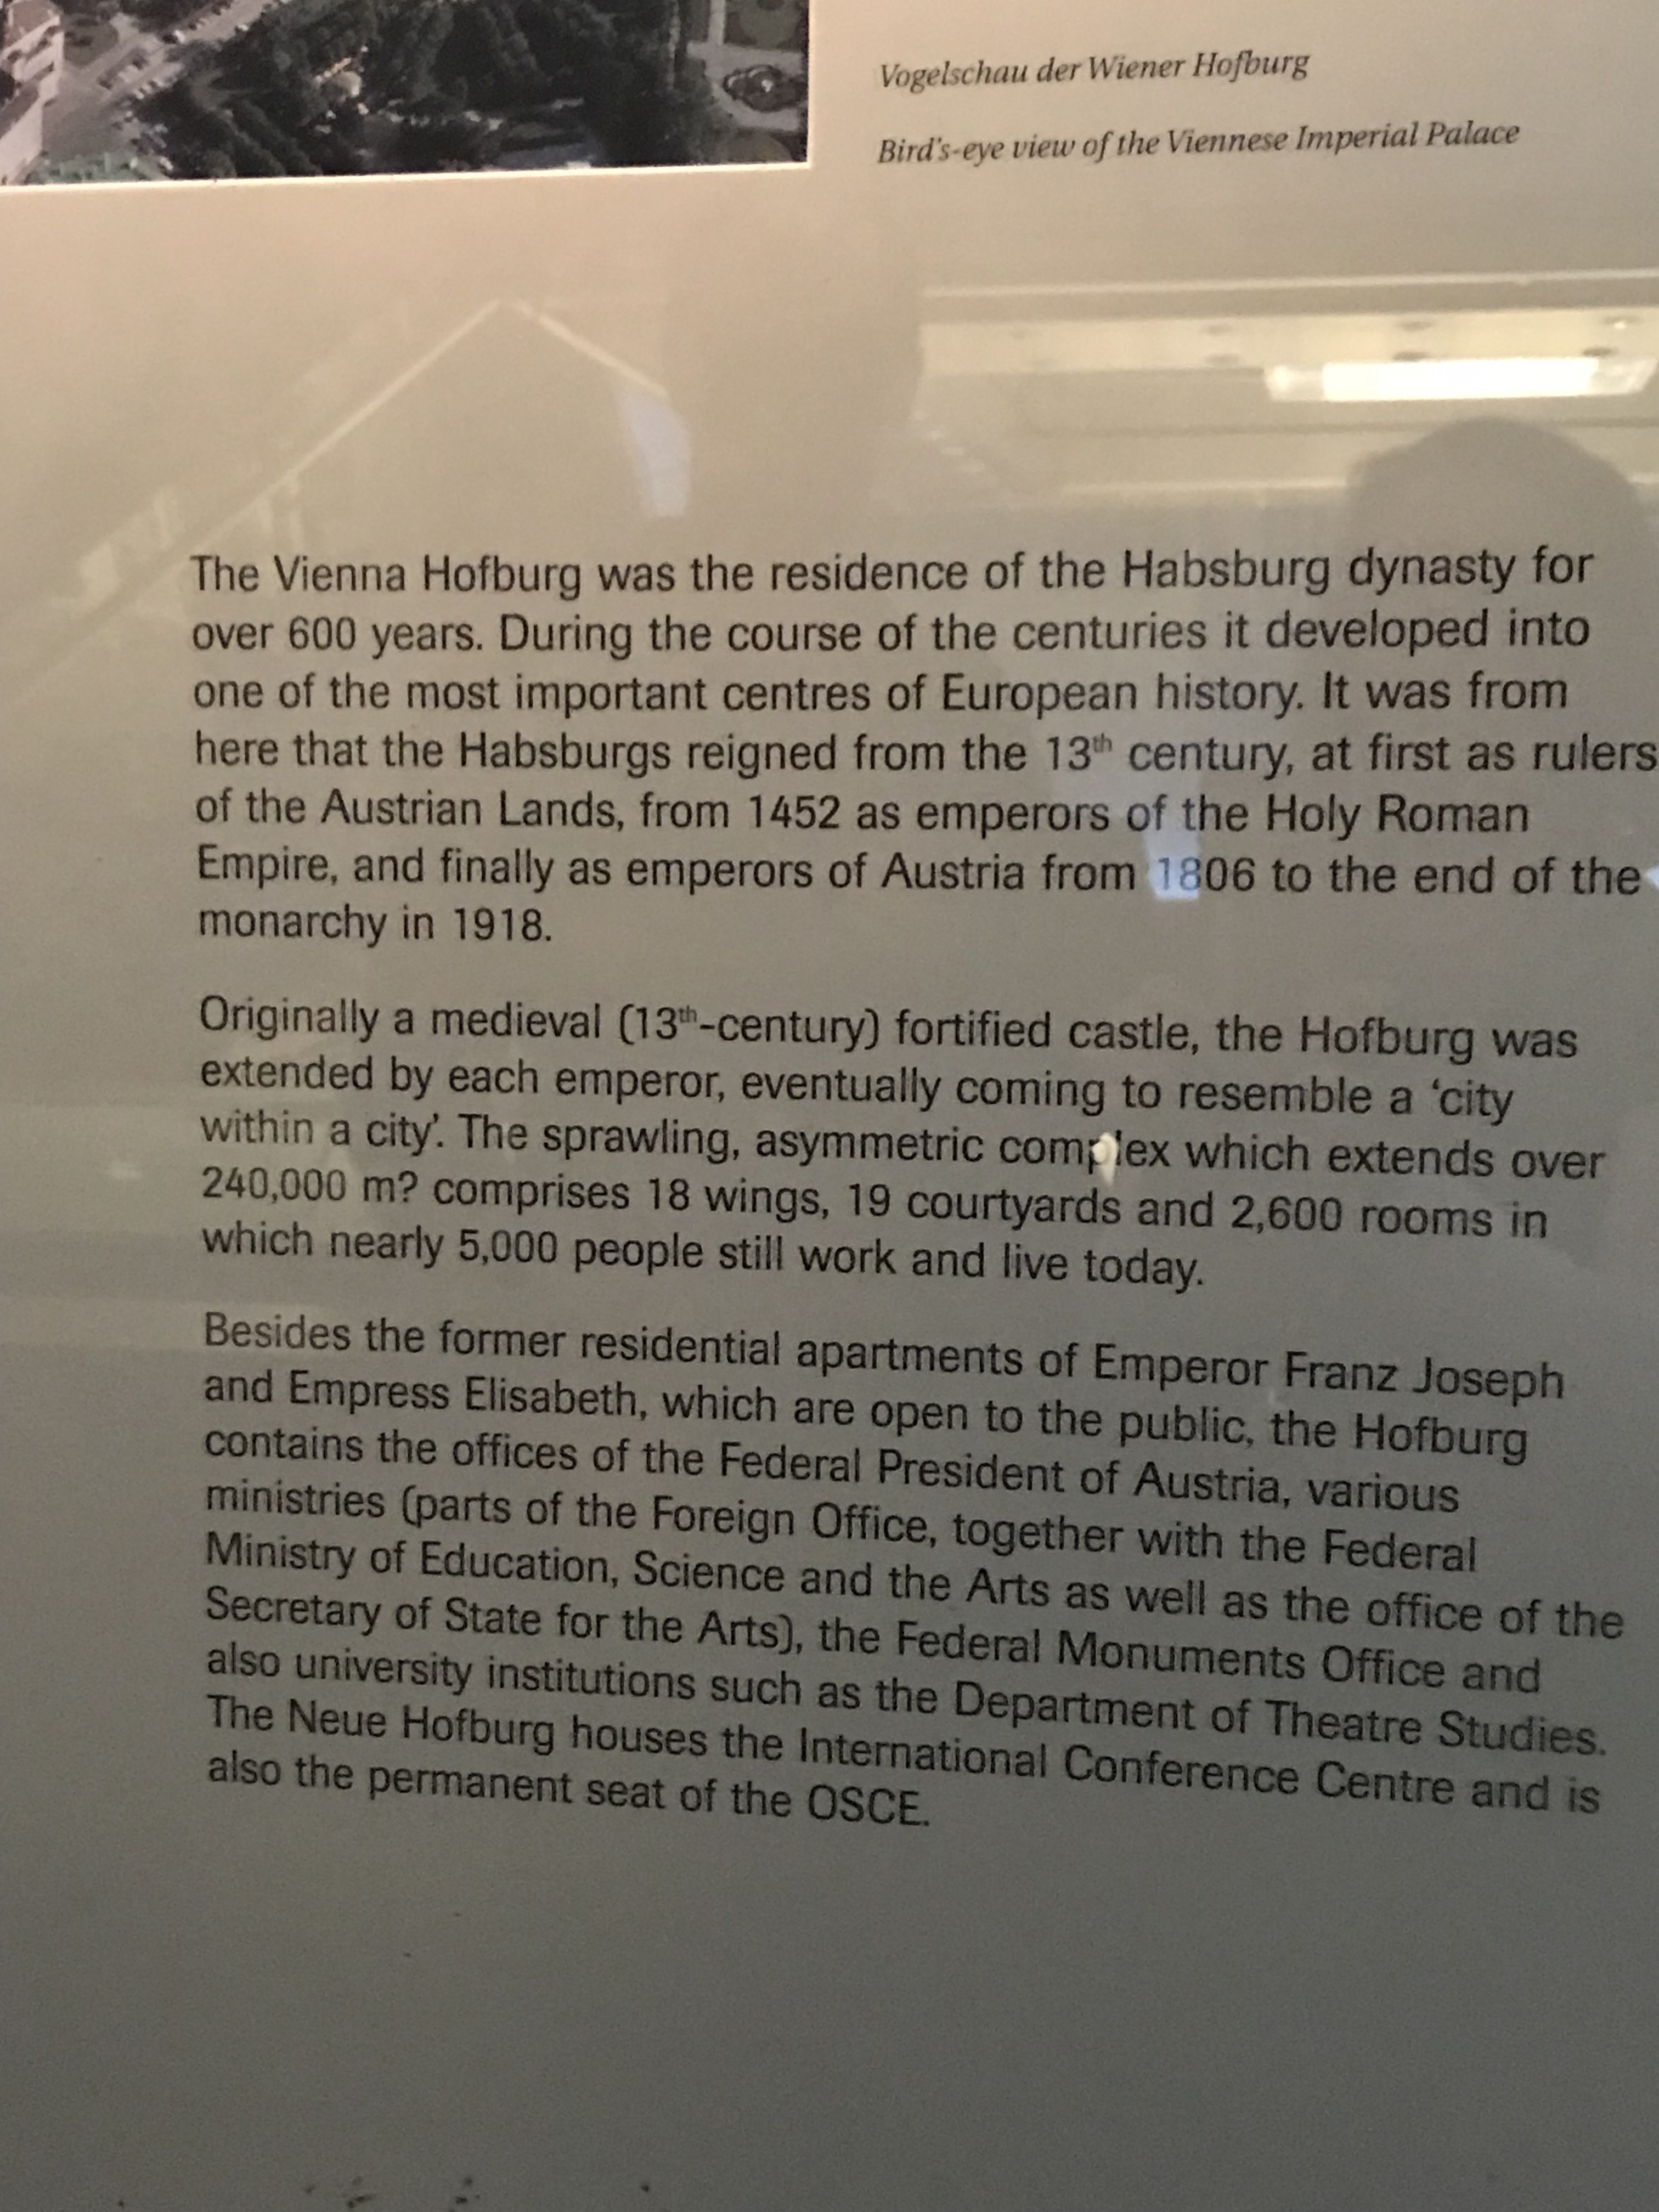 Vogelschau der Wiener Hofburg
Bird's-eye view of the Viennese Imperial Palace
The Vienna Hofburg was the residence of the Habsburg dynasty for
over 600 years. During the course of the centuries it developed into
one of the most important centres of European history. It was from
here that the Habsburgs reigned from the 13th century, at first as rulers
of the Austrian Lands, from 1452 as emperors of the Holy Roman
Empire, and finally as emperors of Austria from 1806 to the end of the
monarchy in 1918.
Originally a medieval (13th-century) fortified castle, the Hofburg was
extended by each emperor, eventually coming to resemble a ‘city
within a city’. The sprawling, asymmetric complex which extends over
240,000 m? comprises 18 wings, 19 courtyards and 2,600 rooms in
which nearly 5,000 people still work and live today.
Besides the former residential apartments of Emperor Franz Joseph
and Empress Elisabeth, which are open to the public, the Hofburg
contains the offices of the Federal President of Austria, various
ministries (parts of the Foreign Office, together with the Federal
Ministry of Education, Science and the Arts as well as the office of the
Secretary of State for the Arts), the Federal Monuments Office and
also university institutions such as the Department of Theatre Studies.
The Neue Hofburg houses the International Conference Centre and is
also the permanent seat of the OSCE.